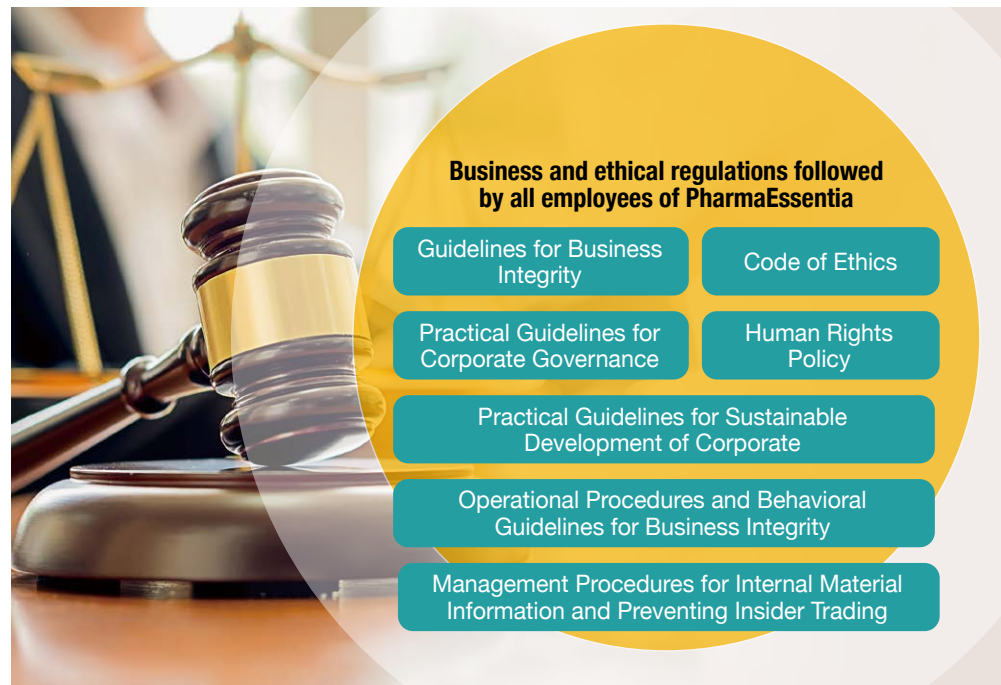 Business and ethical regulations followed
by all employees of PharmaEssentia
Guidelines for Business
Integrity
Code of Ethics
Practical Guidelines for
Corporate Governance
Human Rights
Policy
Practical Guidelines for Sustainable
Development of Corporate
Operational Procedures and Behavioral
Guidelines for Business Integrity
Management Procedures for Internal Material
Information and Preventing Insider Trading